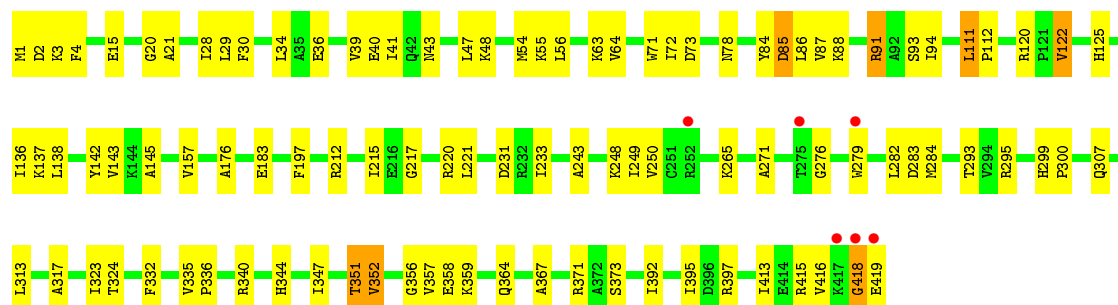 M1 D2 K3 F4 E15 G20 A21 I28 L29 F30 L34 A35 E36 V39 E40 I41 Q42 N43 L47 K48 M54 K55 L56 K63 V64 W71 I72 D73 N78 Y84 D85 L86 V87 K88 R91 A92 S93 I94 L111 P112 R120 P121 V122 H125
I136 K137 L138 Y142 V143 K144 A145 V157 A176 E183 F197 R212 I215 E216 G217 R220 L221 D231 R232 I233 A243 K248 I249 V250 C251 R252 K265 A271 T275 G276 W279 L282 D283 M284 T293 V294 R295 H299 P300 Q307
L313 A317 I323 T324 F332 V335 P336 R340 H344 I347 T351 V352 G356 V357 E358 K359 Q364 A367 R371 A372 S373 I392 I395 D396 R397 I413 E414 R415 V416 K417 G418 E419